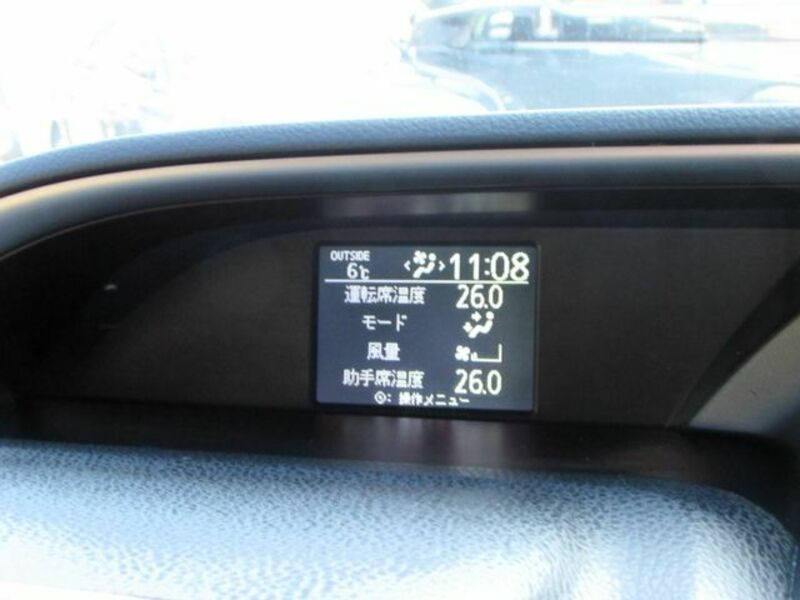 OUTSIDE
6℃ 11:08
運転席温度 26.0
モード
風量
助手席温度 26.0
操作メニュー